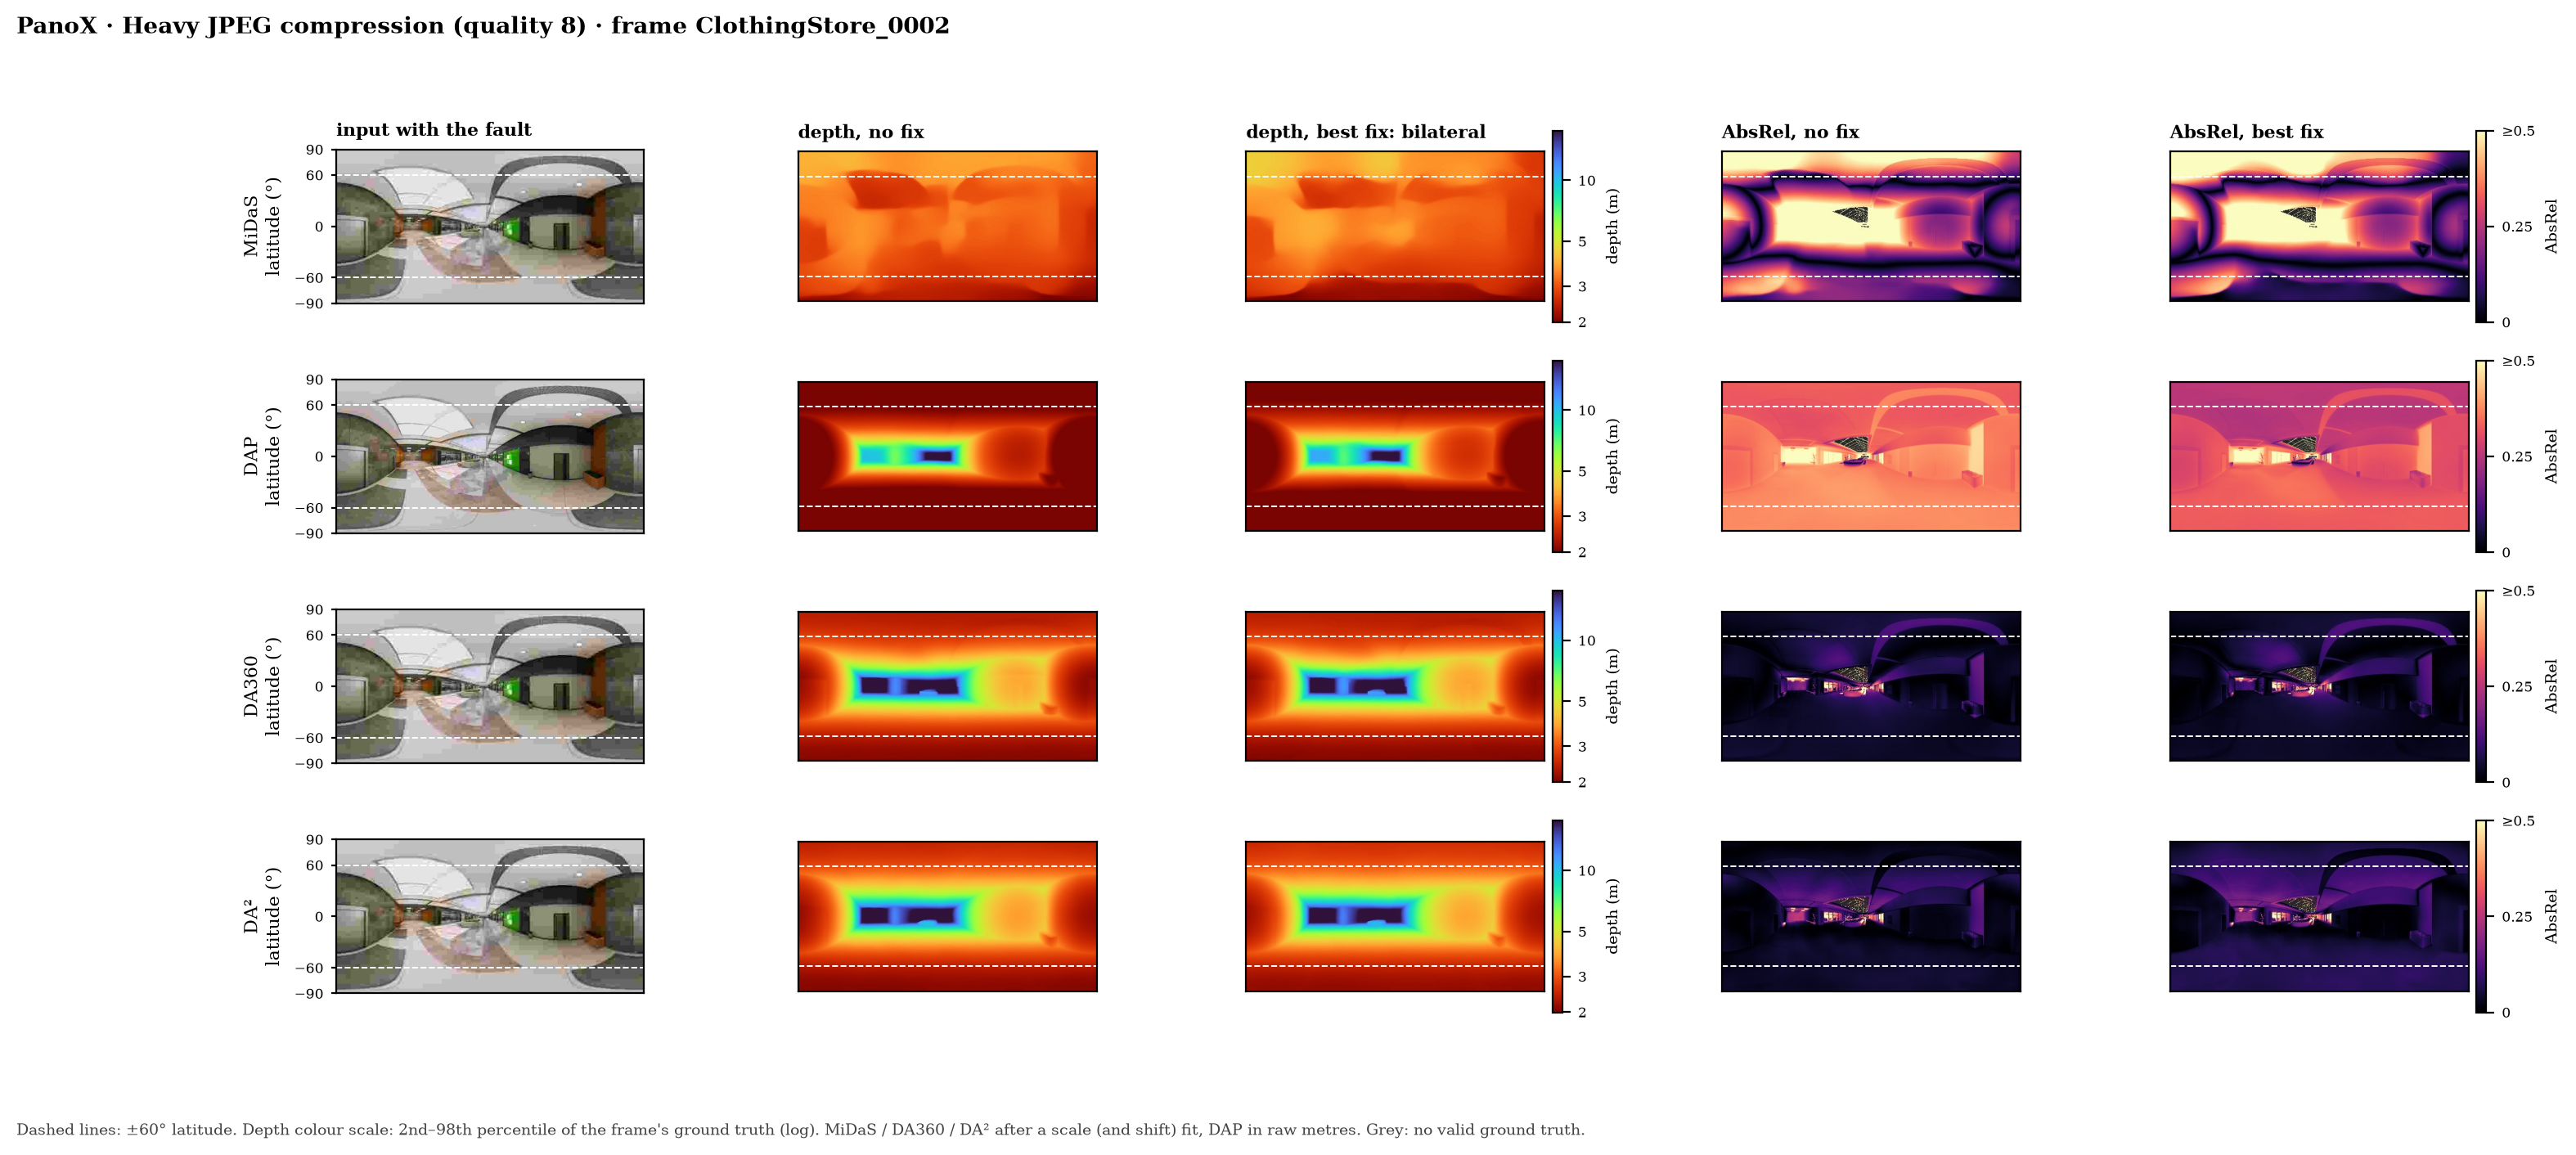 PanoX · Heavy JPEG compression (quality 8) · frame ClothingStore_0002
input with the fault
depth, no fix
depth, best fix: bilateral
AbsRel, no fix
AbsRel, best fix
MiDaS
latitude (°)
90
60
0
−60
−90
10
5
3
2
depth (m)
≥0.5
0.25
0
AbsRel
DAP
latitude (°)
90
60
0
−60
−90
10
5
3
2
depth (m)
≥0.5
0.25
0
AbsRel
DA360
latitude (°)
90
60
0
−60
−90
10
5
3
2
depth (m)
≥0.5
0.25
0
AbsRel
DA²
latitude (°)
90
60
0
−60
−90
10
5
3
2
depth (m)
≥0.5
0.25
0
AbsRel
Dashed lines: ±60° latitude. Depth colour scale: 2nd–98th percentile of the frame's ground truth (log). MiDaS / DA360 / DA² after a scale (and shift) fit, DAP in raw metres. Grey: no valid ground truth.